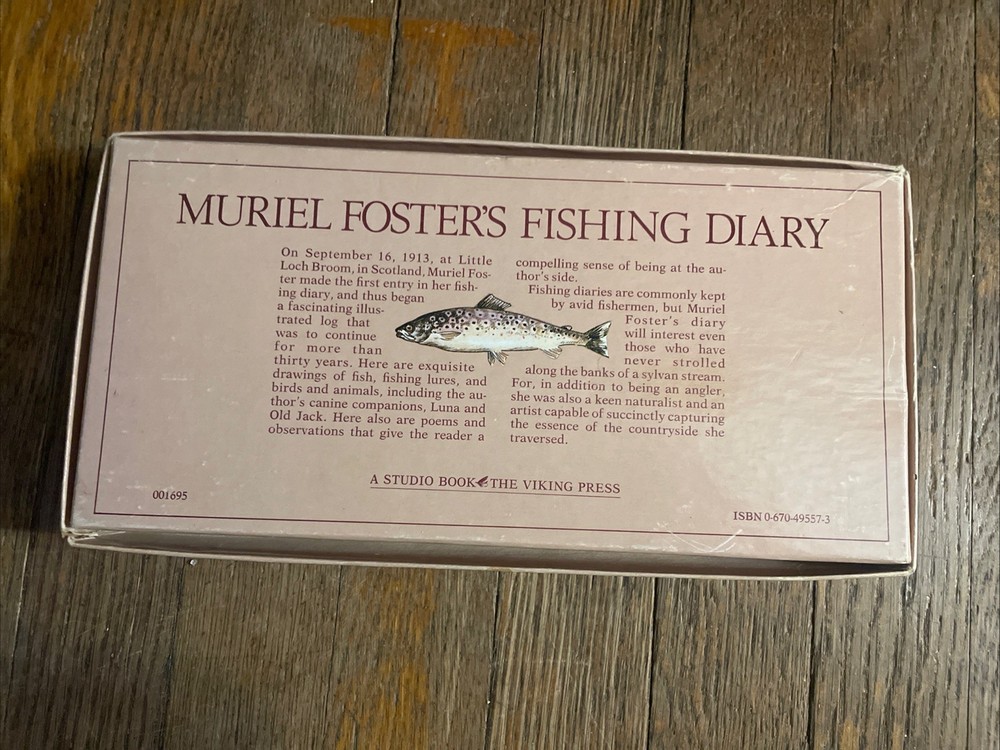 MURIEL FOSTER'S FISHING DIARY
On September 16, 1913, at Little
Loch Broom, in Scotland, Muriel Fos-
ter made the first entry in her fish-
ing diary, and thus began
a fascinating illus-
trated log that
was to continue
for more than
thirty years. Here are exquisite
drawings of fish, fishing lures, and
birds and animals, including the au-
thor's canine companions, Luna and
Old Jack. Here also are poems and
observations that give the reader a
compelling sense of being at the au-
thor's side.
Fishing diaries are commonly kept
by avid fishermen, but Muriel
Foster's diary
will interest even
those who have
never strolled
along the banks of a sylvan stream.
For, in addition to being an angler,
she was also a keen naturalist and an
artist capable of succinctly capturing
the essence of the countryside she
traversed.
A STUDIO BOOK THE VIKING PRESS
001695
ISBN 0-670-49557-3